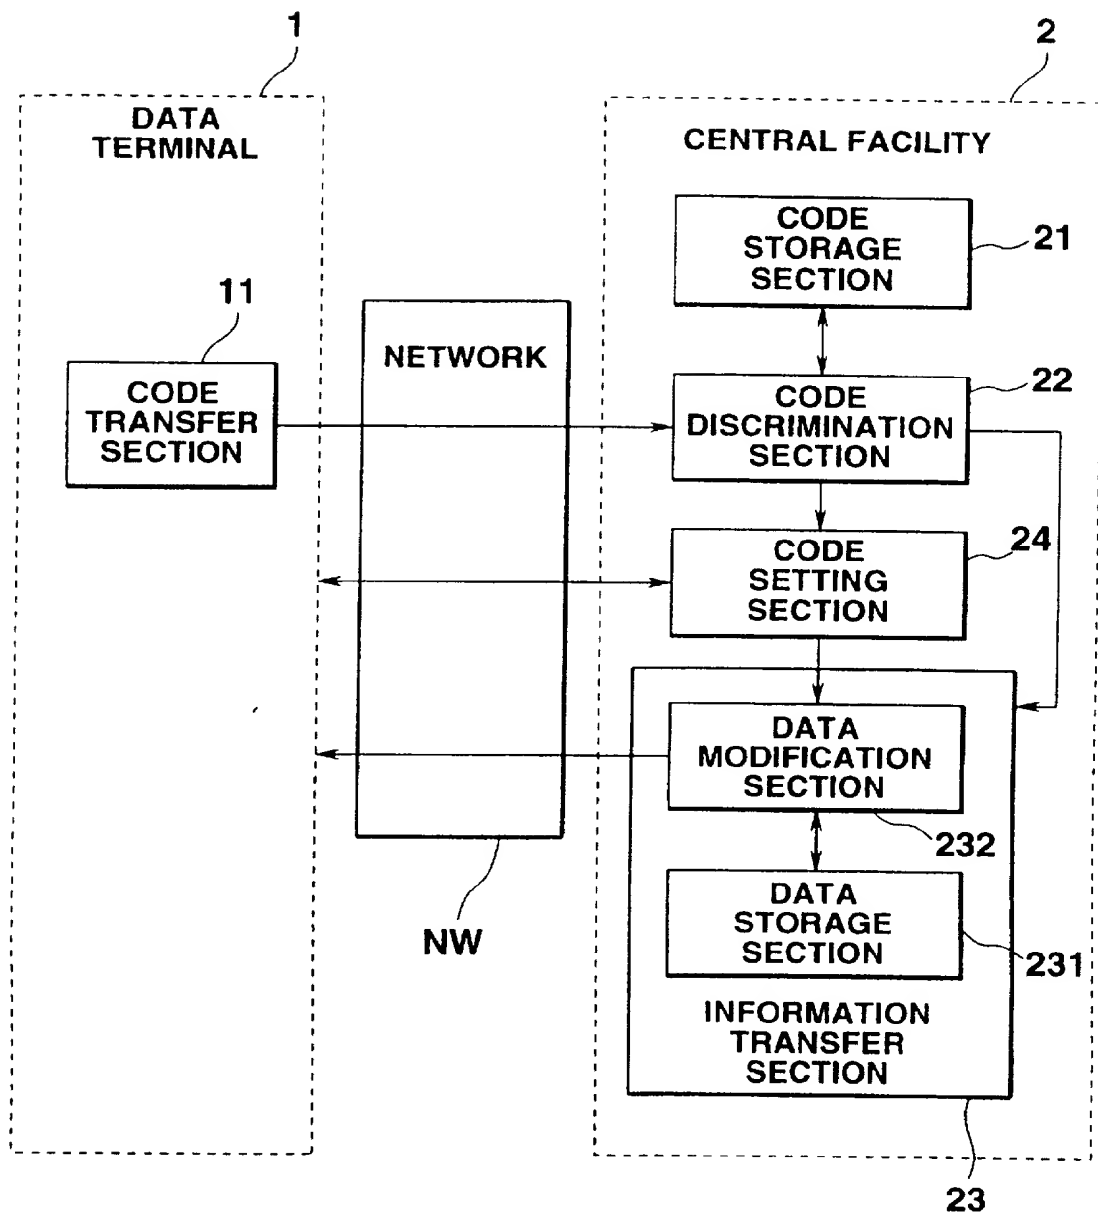 1
2
DATA
TERMINAL
CENTRAL FACILITY
CODE
STORAGE
SECTION
21
11
NETWORK
CODE
TRANSFER
SECTION
22
CODE
DISCRIMINATION
SECTION
24
CODE
SETTING
SECTION
DATA
MODIFICATION
SECTION
232
DATA
STORAGE
SECTION
231
NW
INFORMATION
TRANSFER
SECTION
23